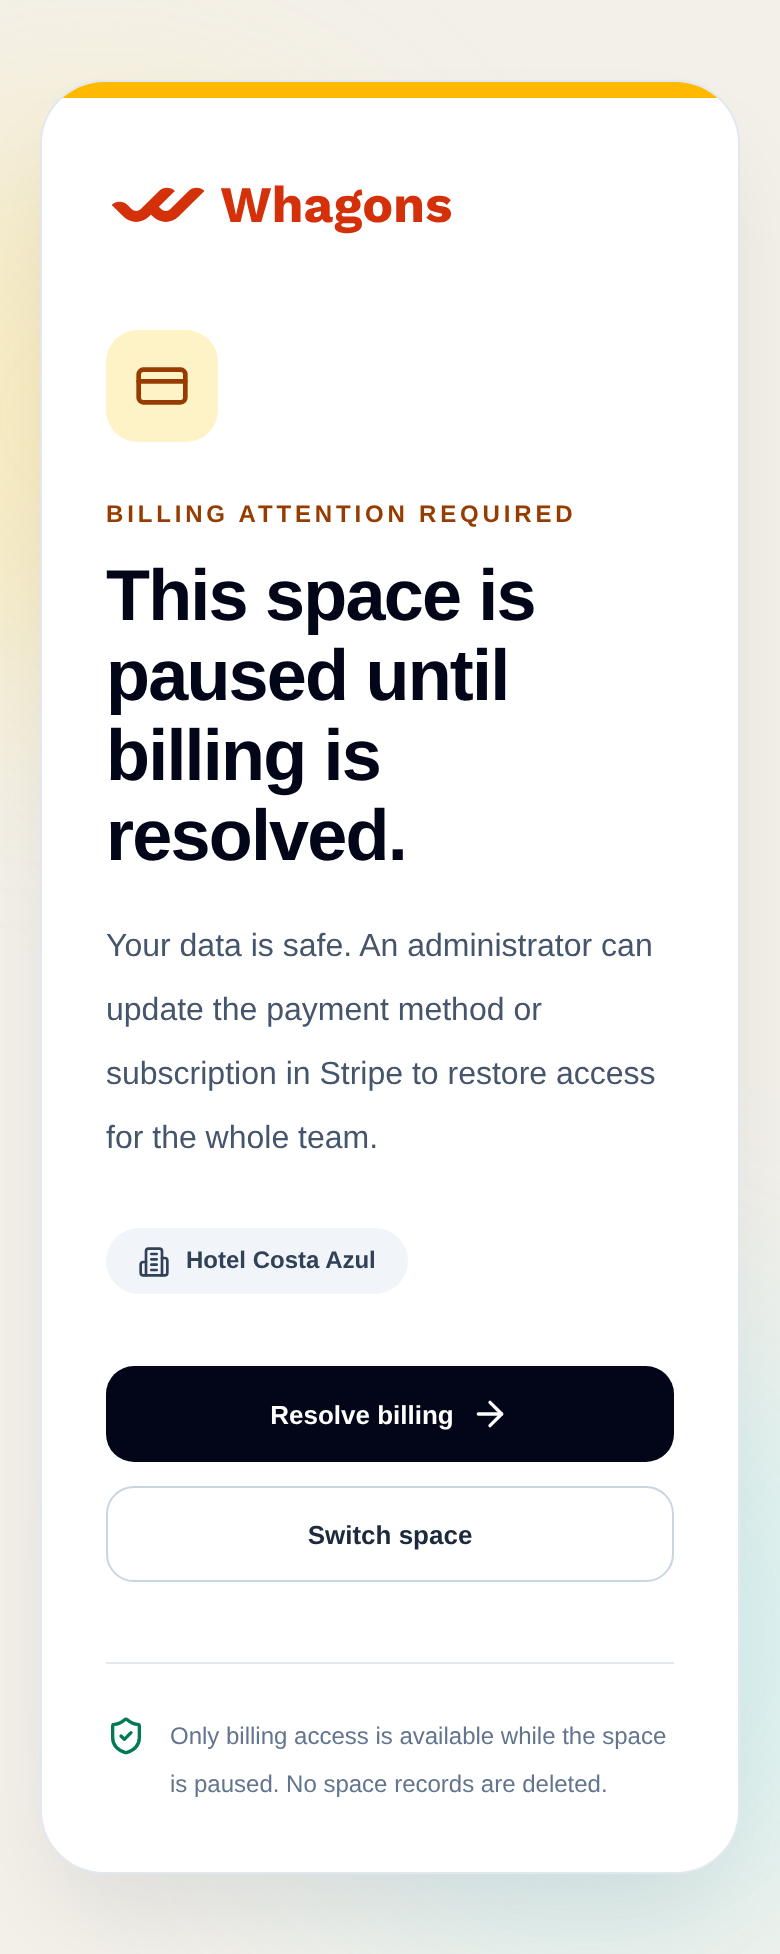 Whagons
BILLING ATTENTION REQUIRED
This space is
paused until
billing is
resolved.
Your data is safe. An administrator can
update the payment method or
subscription in Stripe to restore access
for the whole team.
Hotel Costa Azul
Resolve billing
Switch space
Only billing access is available while the space
is paused. No space records are deleted.